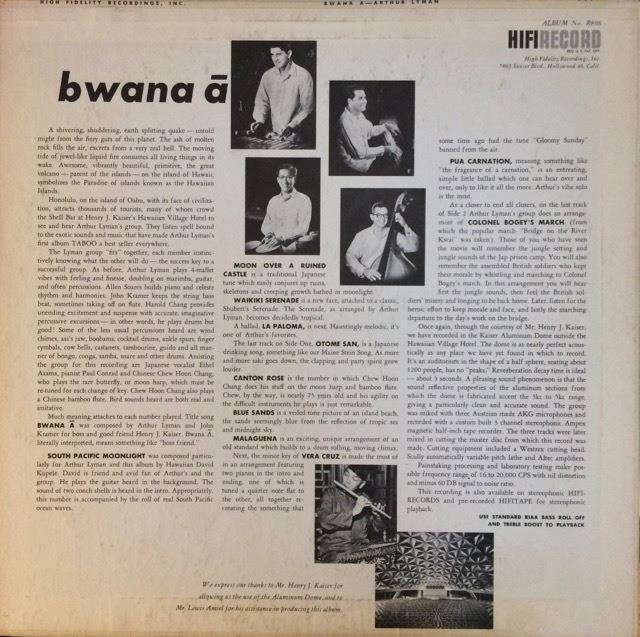 HIGH FIDELITY RECORDINGS, INC.
BWANA A—ARTHUR LYMAN
ALBUM No. R808
HIFIRECORD
High-Fidelity Recordings, Inc.
7803 Sunset Blvd., Hollywood 46, Calif.
bwana ā
A shivering, shuddering, earth splitting quake — untold
might from the fiery guts of this planet. The ash of molten
rock fills the air, excreta from a very real hell. The moving
tide of jewel-like liquid fire consumes all living things in its
wake. Awesome, vibrantly beautiful, primitive, the great
volcano — parent of the islands — on the island of Hawaii,
symbolizes the Paradise of islands known as the Hawaiian
Islands.
Honolulu, on the island of Oahu, with its face of civiliza-
tion, attracts thousands of tourists, many of whom crowd
the Shell Bar at Henry J. Kaiser's Hawaiian Village Hotel to
see and hear Arthur Lyman's group. They listen spell bound
to the exotic sounds and music that have made Arthur Lyman's
first album TABOO a best seller everywhere.
The Lyman group "fits" together, each member instinc-
tively knowing what the other will do — the success key to a
successful group. As before, Arthur Lyman plays 4-mallet
vibes with feeling and finesse, doubling on marimba, guitar,
and often percussions. Allen Soares builds piano and celeste
rhythm and harmonies. John Kramer keeps the string bass
beat, sometimes taking off on flute. Harold Chang provides
unending excitement and suspense with accurate, imaginative
percussive excursions — in other words, he plays drums but
good! Some of the less usual percussions heard are wind
chimes, ass's jaw, boobams, cocktail drums, ankle spurs, finger
cymbals, cow bells, castanets, tambourine, guido and all man-
ner of bongo, conga, samba, snare and other drums. Assisting
the group for this recording are Japanese vocalist Ethel
Azama, pianist Paul Conrad and Chinese Chew Hoon Chang,
who plays the rare butterfly, or moon harp, which must be
re-tuned for each change of key. Chew Hoon Chang also plays
a Chinese bamboo flute. Bird sounds heard are both real and
imitative.
Much meaning attaches to each number played. Title song
BWANA Ā was composed by Arthur Lyman and John
Kramer for boss and good friend Henry J. Kaiser. Bwana Ā,
literally interpreted, means something like "boss friend."
SOUTH PACIFIC MOONLIGHT was composed particu-
larly for Arthur Lyman and this album by Hawaiian David
Kupele. David is friend and avid fan of Arthur's and the
group. He plays the guitar heard in the background. The
sound of two conch shells is heard in the intro. Appropriately,
this number is accompanied by the roll of real South Pacific
ocean waves.
MOON OVER A RUINED
CASTLE is a traditional Japanese
tune which easily conjures up ruins,
skeletons and creeping growth bathed in moonlight.
WAIKIKI SERENADE is a new face, attached to a classic,
Shubert's Serenade. The Serenade, as arranged by Arthur
Lyman, becomes decidedly tropical.
A ballad, LA PALOMA, is next. Hauntingly melodic, it's
one of Arthur's favorites.
The last track on Side One, OTOME SAN, is a Japanese
drinking song, something like our Maine Stein Song. As more
and more saki goes down, the clapping and party spirit grow
louder.
CANTON ROSE is the number in which Chew Hoon
Chang does his stuff on the moon harp and bamboo flute.
Chew, by the way, is nearly 75 years old and his agility on
the difficult instruments he plays is just remarkable.
BLUE SANDS is a veiled tone picture of an island beach,
the sands seemingly blue from the reflection of tropic sea
and midnight sky.
MALAGUENA is an exciting, unique arrangement of an
old standard which builds to a drum rolling, moving climax.
Next, the minor key of VERA CRUZ is made the most of
in an arrangement featuring
two pianos in the intro and
ending, one of which is
tuned a quarter note flat to
the other, all together re-
creating the something that
some time ago had the tune "Gloomy Sunday"
banned from the air.
PUA CARNATION, meaning something like
"the fragrance of a carnation," is an entreating,
simple little ballad which one can hear over and
over, only to like it all the more. Arthur's vibe solo
is the most.
As a closer to end all closers, on the last track
of Side 2 Arthur Lyman's group does an arrange-
ment of COLONEL BOGEY'S MARCH (from
which the popular march "Bridge on the River
Kwai" was taken). Those of you who have seen
the movie will remember the jungle setting and
jungle sounds of the Jap prison camp. You will also
remember the assembled British soldiers who kept
their morals by whistling and marching to Colonel
Bogey's march. In this arrangement you will hear
first the jungle sounds, then feel the British sol-
diers' misery and longing to be back home. Later, listen for the
heroic effort to keep morale and face, and lastly the marching
departure to the day's work on the bridge.
Once again, through the courtesy of Mr. Henry J. Kaiser,
we have recorded in the Kaiser Aluminum Dome outside the
Hawaiian Village Hotel. The dome is as nearly perfect acous-
tically as any place we have yet found in which to record.
It's an auditorium in the shape of a half sphere, seating about
1200 people, has no "peaks." Reverberation decay time is ideal
— about 3 seconds. A pleasing sound phenomenon is that the
sound reflective properties of the aluminum sections from
which the dome is fabricated accent the 3kc to 5kc range,
giving a particularly clean and accurate sound. The group
was miked with three Austrian made AKG microphones and
recorded with a custom built 3 channel stereophonic Ampex
magnetic half-inch tape recorder. The three tracks were later
mixed in cutting the master disc from which this record was
made. Cutting equipment included a Westrex cutting head,
Scully automatically variable pitch lathe and Altec amplifiers.
Painstaking processing and laboratory testing make pos-
sible frequency range of 16 to 20,000 CPS with nil distortion
and minus 60 DB signal to noise ratio.
This recording is also available on stereophonic HIFI-
RECORDS and pre-recorded HIFITAPE for stereophonic
playback.
USE STANDARD RIAA BASS ROLL OFF
AND TREBLE BOOST TO PLAYBACK
We express our thanks to Mr. Henry J. Kaiser for
allowing us the use of the Aluminum Dome, and to
Mr. Lewis Amiel for his assistance in producing this album.